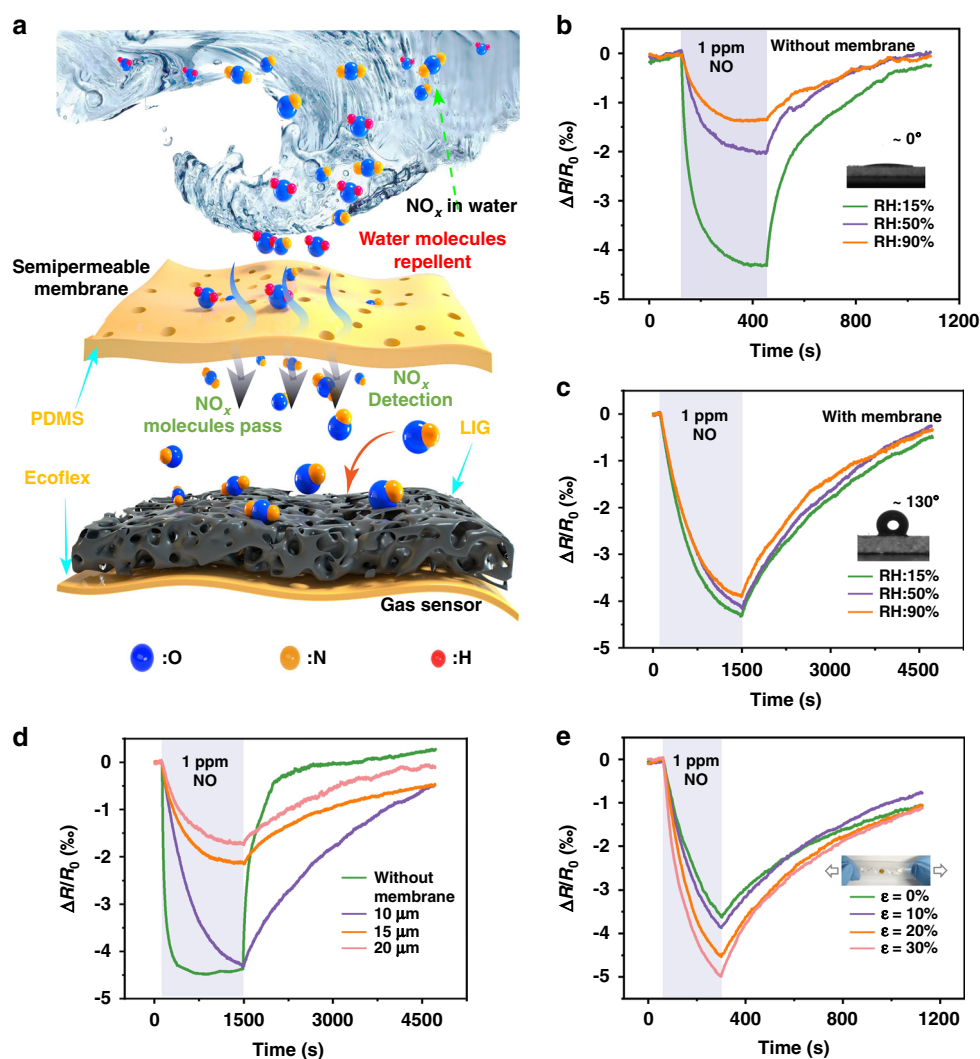 a
NOx in water
Water molecules
repellent
Semipermeable
membrane
PDMS
NOx
molecules pass
NOx
Detection
LIG
Ecoflex
Gas sensor
:O
:N
:H
b
1 ppm
NO
Without membrane
~ 0°
RH:15%
RH:50%
RH:90%
ΔR/R0 (‰)
0
-1
-2
-3
-4
-5
0 400 800 1200
Time (s)
c
1 ppm
NO
With membrane
~ 130°
RH:15%
RH:50%
RH:90%
ΔR/R0 (‰)
0
-1
-2
-3
-4
-5
0 1500 3000 4500
Time (s)
d
1 ppm
NO
Without
membrane
10 μm
15 μm
20 μm
ΔR/R0 (‰)
0
-1
-2
-3
-4
-5
0 1500 3000 4500
Time (s)
e
1 ppm
NO
ε = 0%
ε = 10%
ε = 20%
ε = 30%
ΔR/R0 (‰)
0
-1
-2
-3
-4
-5
0 400 800 1200
Time (s)